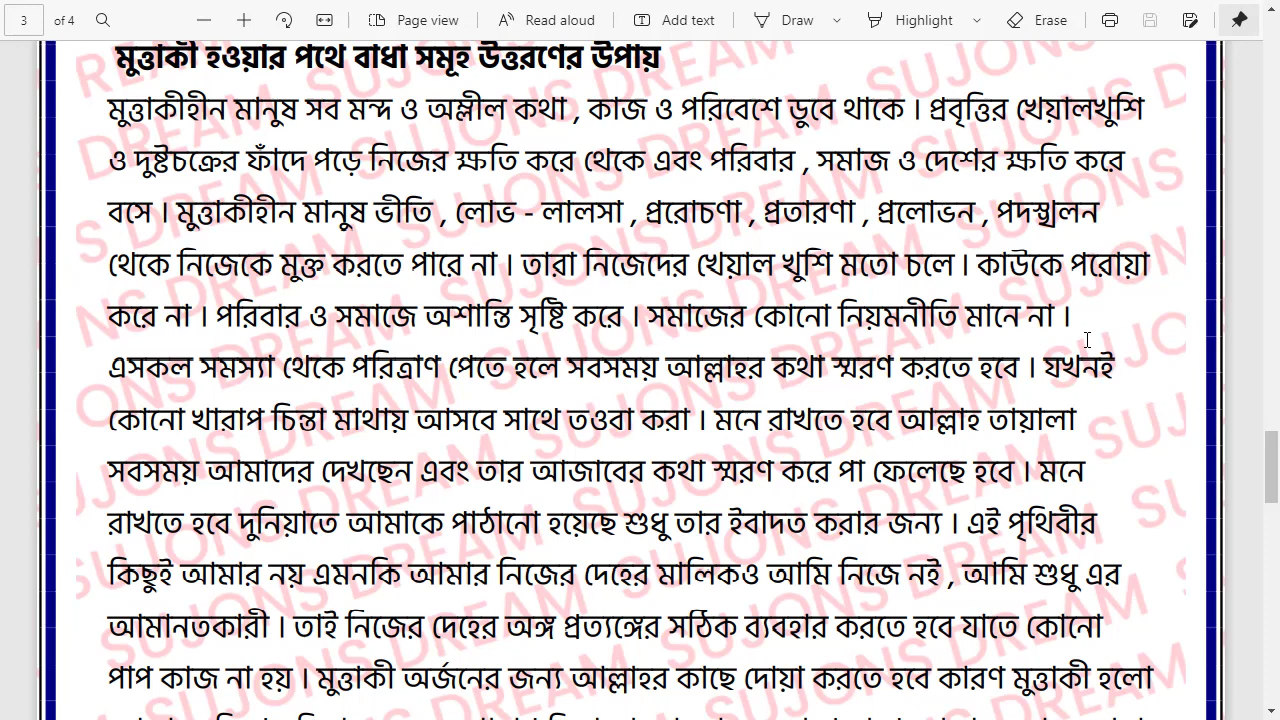 3 of 4 Page view Read aloud Add text Draw Highlight Erase
মুত্তাকী হওয়ার পথে বাধা সমূহ উত্তরণের উপায়
মুত্তাকীহীন মানুষ সব মন্দ ও অশ্লীল কথা , কাজ ও পরিবেশে ডুবে থাকে । প্রবৃত্তির খেয়ালখুশি
ও দুষ্টচক্রের ফাঁদে পড়ে নিজের ক্ষতি করে থেকে এবং পরিবার , সমাজ ও দেশের ক্ষতি করে
বসে । মুত্তাকীহীন মানুষ ভীতি , লোভ - লালসা , প্ররোচণা , প্রতারণা , প্রলোভন , পদস্খলন
থেকে নিজেকে মুক্ত করতে পারে না । তারা নিজেদের খেয়াল খুশি মতো চলে । কাউকে পরোয়া
করে না । পরিবার ও সমাজে অশান্তি সৃষ্টি করে । সমাজের কোনো নিয়মনীতি মানে না ।
এসকল সমস্যা থেকে পরিত্রাণ পেতে হলে সবসময় আল্লাহর কথা স্মরণ করতে হবে । যখনই
কোনো খারাপ চিন্তা মাথায় আসবে সাথে তওবা করা । মনে রাখতে হবে আল্লাহ তায়ালা
সবসময় আমাদের দেখছেন এবং তার আজাবের কথা স্মরণ করে পা ফেলেছে হবে । মনে
রাখতে হবে দুনিয়াতে আমাকে পাঠানো হয়েছে শুধু তার ইবাদত করার জন্য । এই পৃথিবীর
কিছুই আমার নয় এমনকি আমার নিজের দেহের মালিকও আমি নিজে নই , আমি শুধু এর
আমানতকারী । তাই নিজের দেহের অঙ্গ প্রত্যঙ্গের সঠিক ব্যবহার করতে হবে যাতে কোনো
পাপ কাজ না হয় । মুত্তাকী অর্জনের জন্য আল্লাহর কাছে দোয়া করতে হবে কারণ মুত্তাকী হলো
SUJONS DREAM